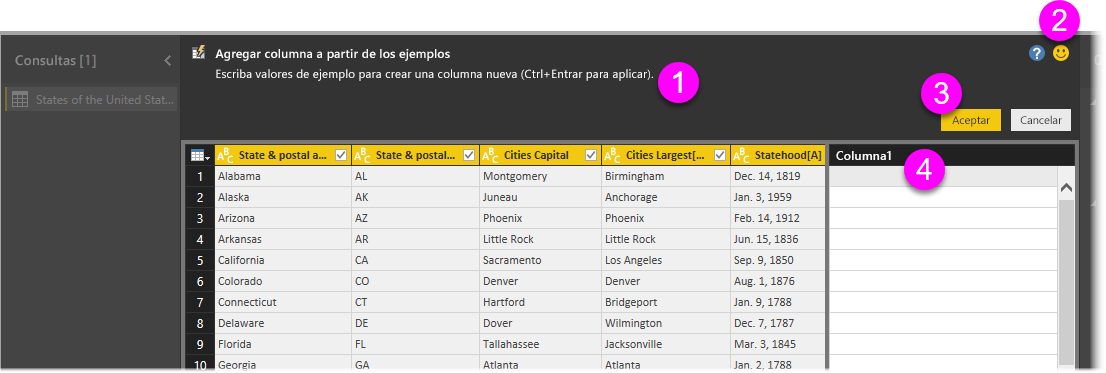 2
Consultas [1]
Agregar columna a partir de los ejemplos
?
Escriba valores de ejemplo para crear una columna nueva (Ctrl+Entrar para aplicar).
1
States of the United Stat...
3
Aceptar
Cancelar
ABC State & postal a... ABC State & postal... ABC Cities Capital ABC Cities Largest[... ABC Statehood[A] Columna1
4
1 Alabama AL Montgomery Birmingham Dec. 14, 1819
2 Alaska AK Juneau Anchorage Jan. 3, 1959
3 Arizona AZ Phoenix Phoenix Feb. 14, 1912
4 Arkansas AR Little Rock Little Rock Jun. 15, 1836
5 California CA Sacramento Los Angeles Sep. 9, 1850
6 Colorado CO Denver Denver Aug. 1, 1876
7 Connecticut CT Hartford Bridgeport Jan. 9, 1788
8 Delaware DE Dover Wilmington Dec. 7, 1787
9 Florida FL Tallahassee Jacksonville Mar. 3, 1845
10 Georgia GA Atlanta Atlanta Jan. 2, 1788